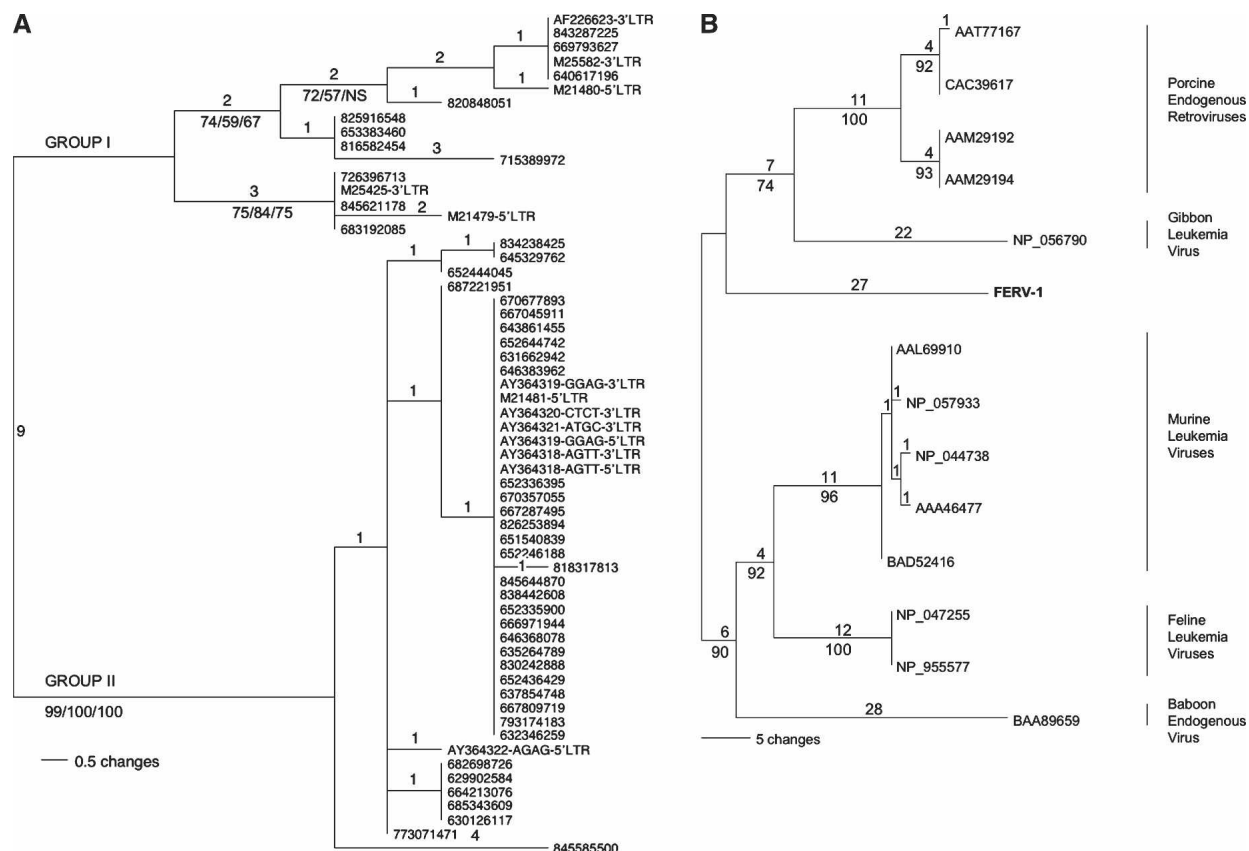 A
AF226623-3'LTR
843287225
1
669793627
2
M25582-3'LTR
2
1
640617196
M21480-5'LTR
2
72/57/NS
1
820848051
74/59/67
1
825916548
653383460
GROUP I
816582454
3
715389972
3
726396713
M25425-3'LTR
75/84/75
845621178
2
M21479-5'LTR
683192085
1
1
834238425
645329762
652444045
687221951
670677893
667045911
643861455
652644742
631662942
646383962
1
AY364319-GGAG-3'LTR
M21481-5'LTR
AY364320-CTCT-3'LTR
9
AY364321-ATGC-3'LTR
AY364319-GGAG-5'LTR
AY364318-AGTT-3'LTR
AY364318-AGTT-5'LTR
652336395
670357055
1
667287495
826253894
1
651540839
652246188
1
818317813
845644870
838442608
652335900
666971944
646368078
635264789
830242888
GROUP II
652436429
637854748
99/100/100
667809719
793174183
632346259
1
AY364322-AGAG-5'LTR
0.5 changes
682698726
1
629902584
664213076
685343609
630126117
773071471
4
845585500
B
1
AAT77167
4
92
Porcine
Endogenous
Retroviruses
CAC39617
11
100
AAM29192
4
93
AAM29194
7
74
Gibbon
Leukemia
Virus
22
NP_056790
27
FERV-1
AAL69910
1
1
NP_057933
Murine
Leukemia
Viruses
1
NP_044738
11
1
96
1
AAA46477
4
92
BAD52416
NP_047255
Feline
Leukemia
Viruses
6
12
90
100
NP_955577
28
BAA89659
Baboon
Endogenous
Virus
5 changes